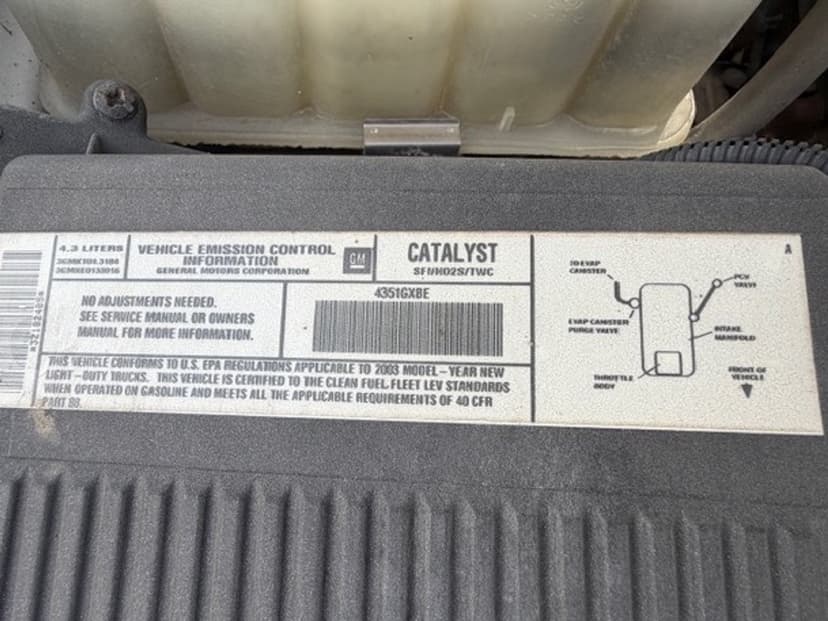 4.3 LITERS
VEHICLE EMISSION CONTROL
INFORMATION
GENERAL MOTORS CORPORATION
GM
CATALYST
SFI/HO2S/TWC
NO ADJUSTMENTS NEEDED.
SEE SERVICE MANUAL OR OWNERS
MANUAL FOR MORE INFORMATION.
4351GXBE
THIS VEHICLE CONFORMS TO U.S. EPA REGULATIONS APPLICABLE TO 2003 MODEL-YEAR NEW
LIGHT-DUTY TRUCKS. THIS VEHICLE IS CERTIFIED TO THE CLEAN FUEL FLEET LEV STANDARDS
WHEN OPERATED ON GASOLINE AND MEETS ALL THE APPLICABLE REQUIREMENTS OF 40 CFR
PART
A
TO EVAP
CANISTER
PCV
VALVE
EVAP CANISTER
PURGE VALVE
INTAKE
MANIFOLD
THROTTLE
BODY
FRONT OF
VEHICLE